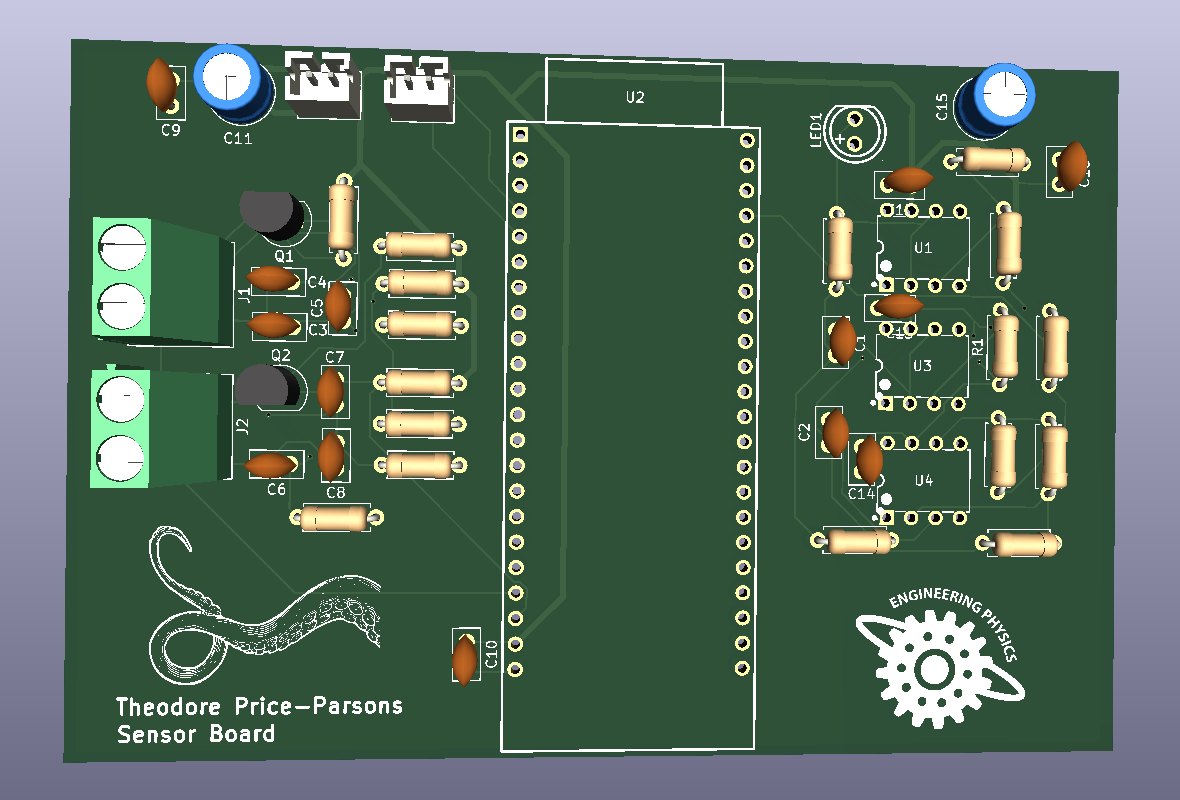 U2
C9
C11
LED1
+
C15
Q1
U1
J1
C4
C5
C3
C1
U3
R1
Q2
C7
J2
C2
C6
C8
C14
U4
ENGINEERING PHYSICS
C10
Theodore Price-Parsons
Sensor Board